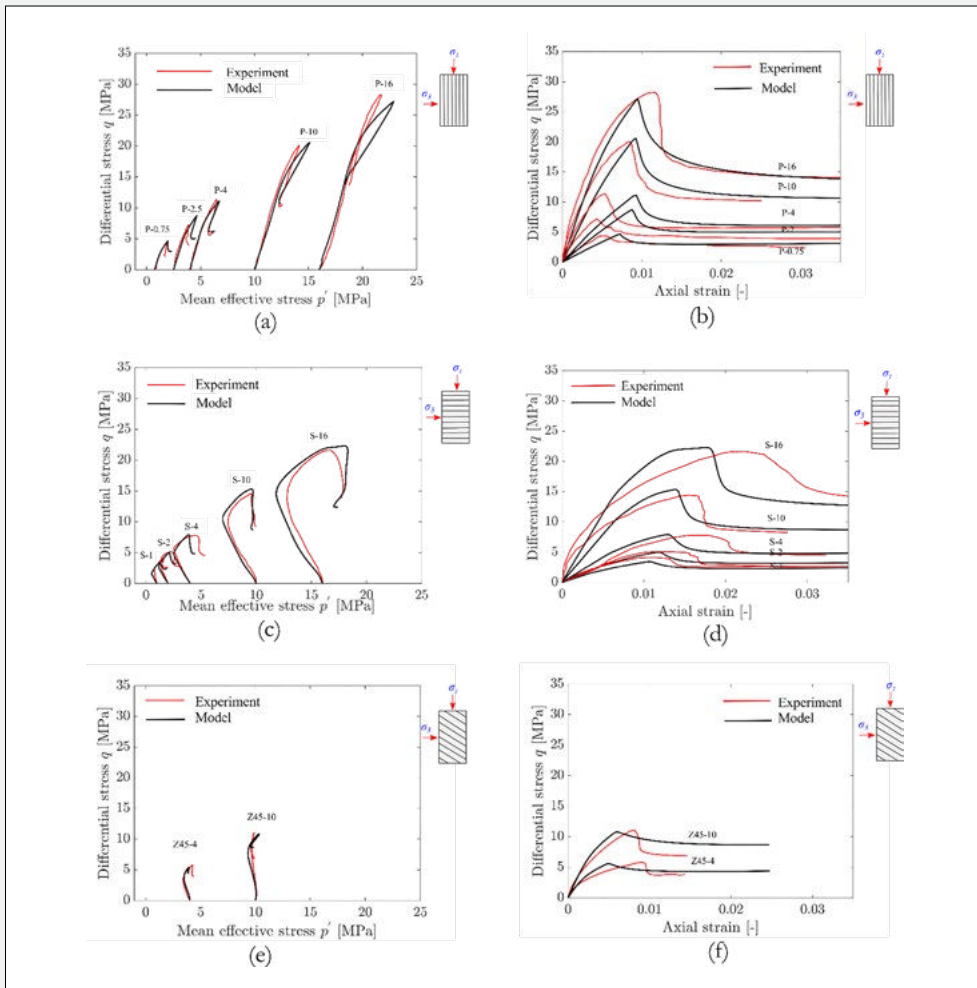 35
30
25
20
15
10
5
0
Differential stress q [MPa]
Experiment
Model
P-16
P-10
P-4
P-2.5
P-0.75
σ₃
0 5 10 15 20 25
Mean effective stress p′ [MPa]
(a)
35
30
25
20
15
10
5
0
Differential stress q [MPa]
Experiment
Model
σ₃
P-16
P-10
P-4
P-2
P-0.75
0 0.01 0.02 0.03
Axial strain [-]
(b)
35
30
25
20
15
10
5
0
Differential stress q [MPa]
Experiment
Model
σ₃
S-16
S-10
S-4
S-2
S-1
0 5 10 15 20 25
Mean effective stress p′ [MPa]
(c)
35
30
25
20
15
10
5
0
Differential stress q [MPa]
Experiment
Model
σ₃
S-16
S-10
S-4
S-2
0 0.01 0.02 0.03
Axial strain [-]
(d)
35
30
25
20
15
10
5
0
Differential stress q [MPa]
Experiment
Model
σ₃
Z45-10
Z45-4
0 5 10 15 20 25
Mean effective stress p′ [MPa]
(e)
35
30
25
20
15
10
5
0
Differential stress q [MPa]
Experiment
Model
σ₃
Z45-10
Z45-4
0 0.01 0.02 0.03
Axial strain [-]
(f)